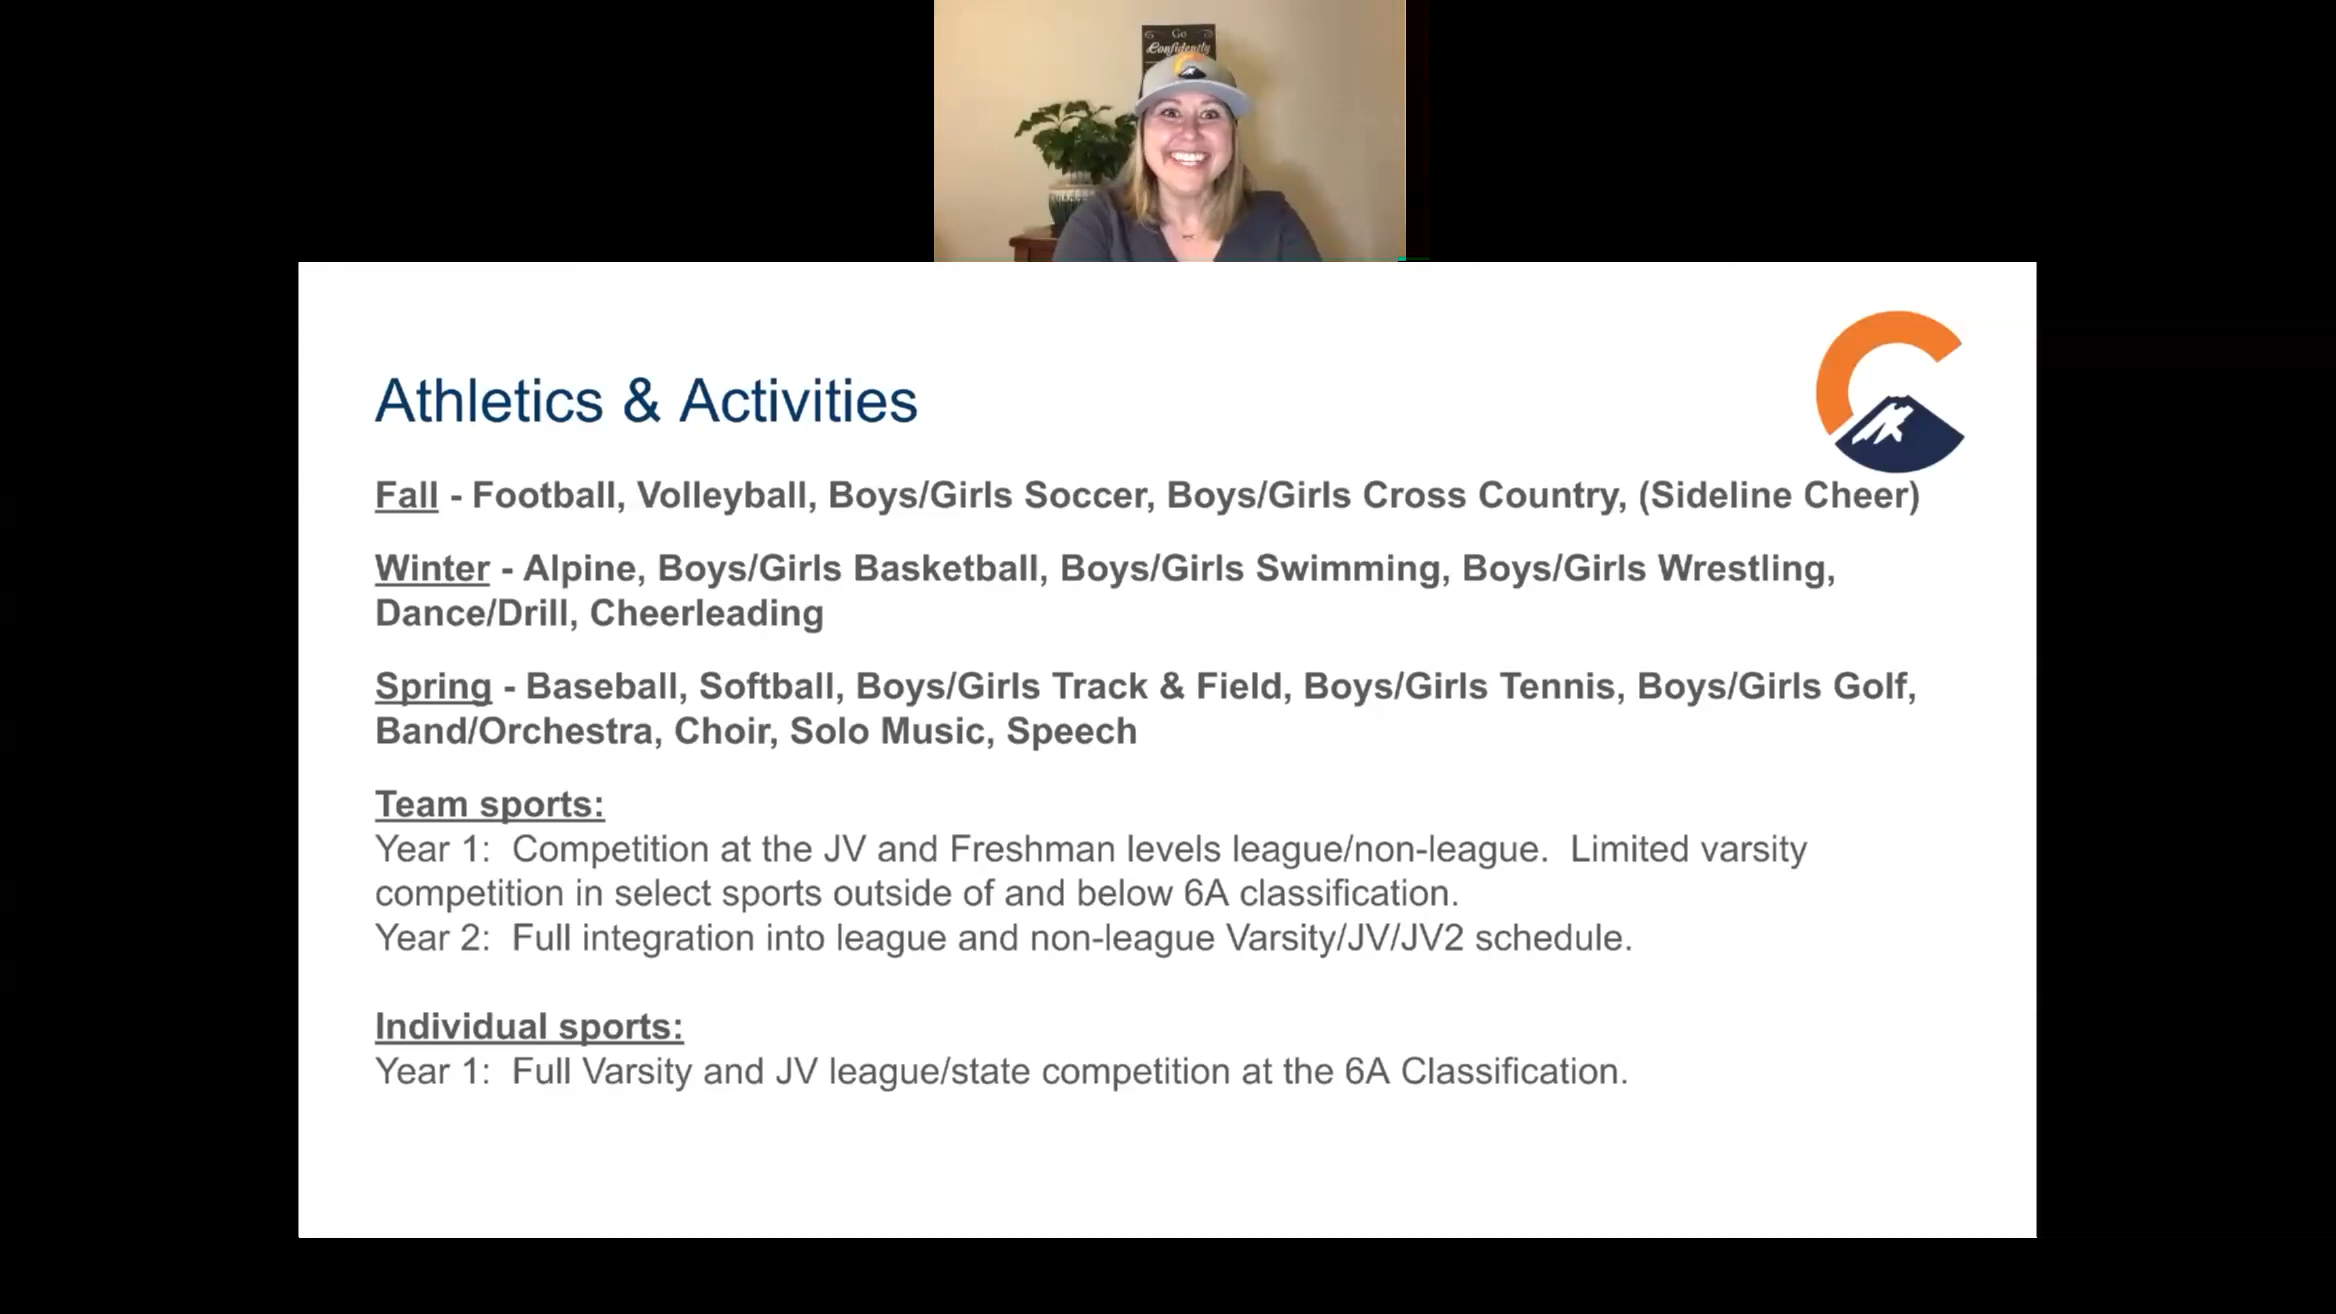 Go
Confidently
Athletics & Activities
Fall - Football, Volleyball, Boys/Girls Soccer, Boys/Girls Cross Country, (Sideline Cheer)
Winter - Alpine, Boys/Girls Basketball, Boys/Girls Swimming, Boys/Girls Wrestling,
Dance/Drill, Cheerleading
Spring - Baseball, Softball, Boys/Girls Track & Field, Boys/Girls Tennis, Boys/Girls Golf,
Band/Orchestra, Choir, Solo Music, Speech
Team sports:
Year 1:  Competition at the JV and Freshman levels league/non-league.  Limited varsity
competition in select sports outside of and below 6A classification.
Year 2:  Full integration into league and non-league Varsity/JV/JV2 schedule.
Individual sports:
Year 1:  Full Varsity and JV league/state competition at the 6A Classification.